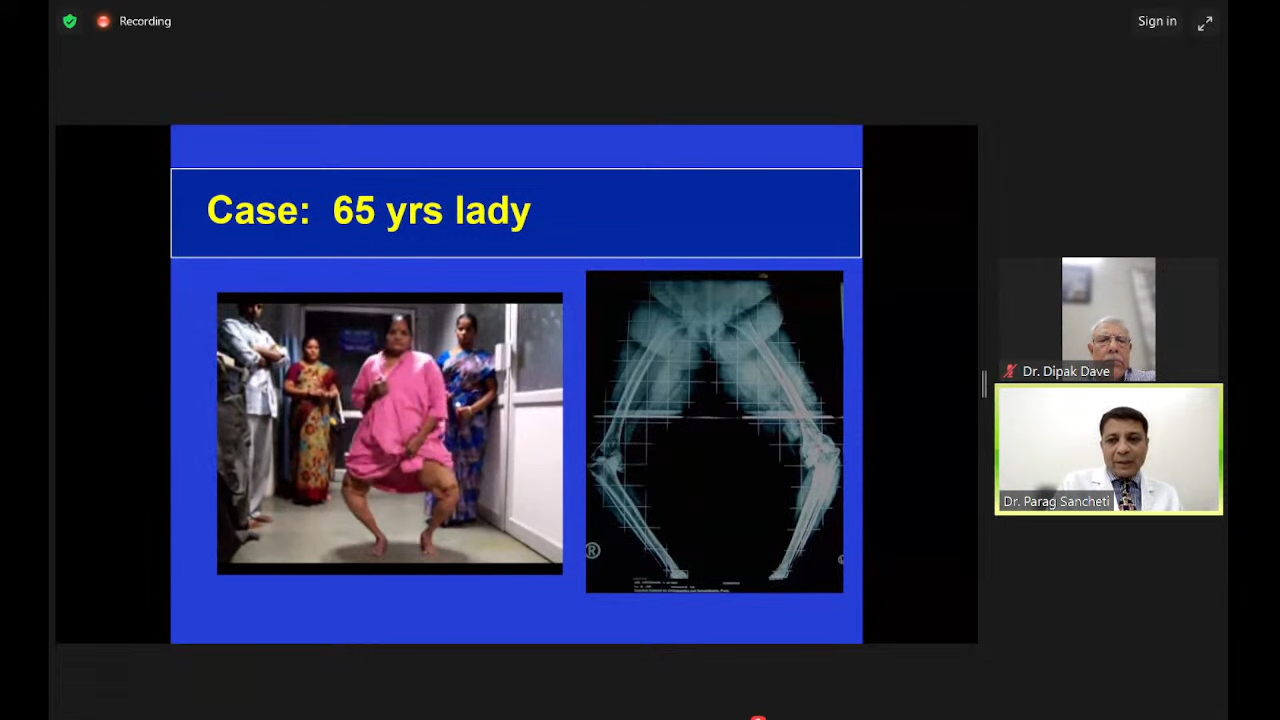 Recording
Sign in
Case: 65 yrs lady
Dr. Dipak Dave
Dr. Parag Sancheti
R